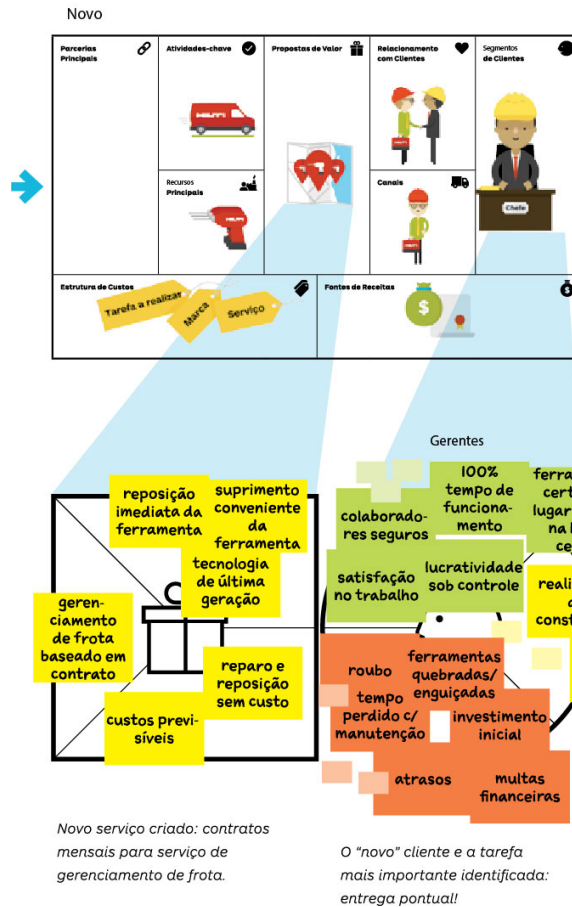 Novo
Parcerias
Principais
Atividades-chave
Propostas de Valor
Relacionamento
com Clientes
Segmentos
de Clientes
HILTI
Recursos
Principais
HILTI
Canais
Chefe
Estrutura de Custos
Tarefa a realizar
Marca
Serviço
Fontes de Receitas
$
$
Gerentes
reposição
imediata da
ferramenta
suprimento
conveniente
da
ferramenta
tecnologia
de última
geração
geren-
ciamento
de frota
baseado em
contrato
reparo e
reposição
sem custo
custos previ-
síveis
colaborado-
res seguros
100%
tempo de
funciona-
mento
satisfação
no trabalho
lucratividade
sob controle
roubo
ferramentas
quebradas/
enguiçadas
tempo
perdido c/
manutenção
investimento
inicial
atrasos
multas
financeiras
Novo serviço criado: contratos
mensais para serviço de
gerenciamento de frota.
O “novo” cliente e a tarefa
mais importante identificada:
entrega pontual!